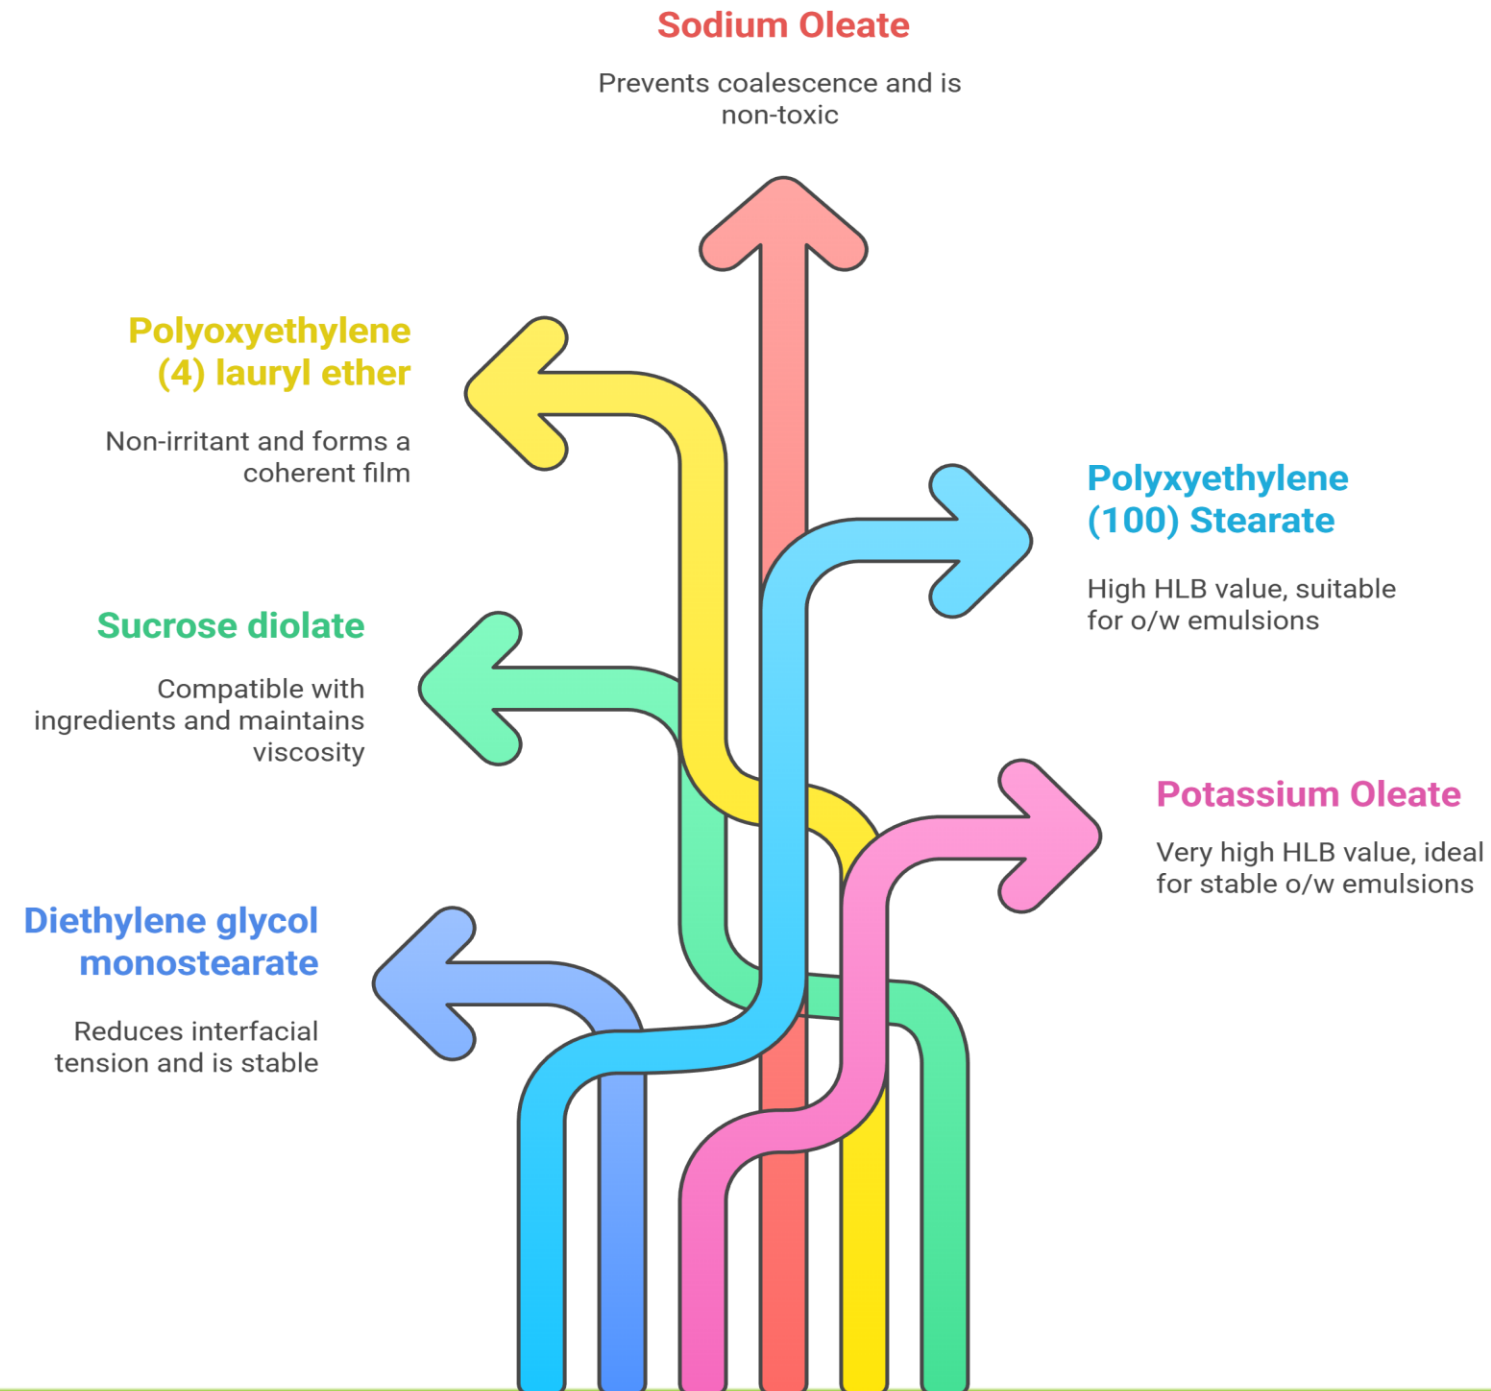 Sodium Oleate
Prevents coalescence and is
non-toxic
Polyoxyethylene
(4) lauryl ether
Non-irritant and forms a
coherent film
Polyxyethylene
(100) Stearate
High HLB value, suitable
for o/w emulsions
Sucrose diolate
Compatible with
ingredients and maintains
viscosity
Potassium Oleate
Very high HLB value, ideal
for stable o/w emulsions
Diethylene glycol
monostearate
Reduces interfacial
tension and is stable